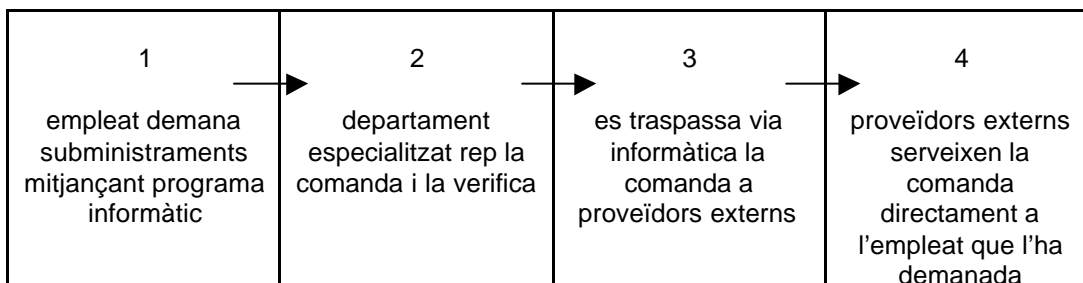 1
empleat demana
subministraments
mitjançant programa
informàtic
2
departament
especialitzat rep la
comanda i la verifica
3
es traspassa via
informàtica la
comanda a
proveïdors externs
4
proveïdors externs
serveixen la
comanda
directament a
l'empleat que l'ha
demanada